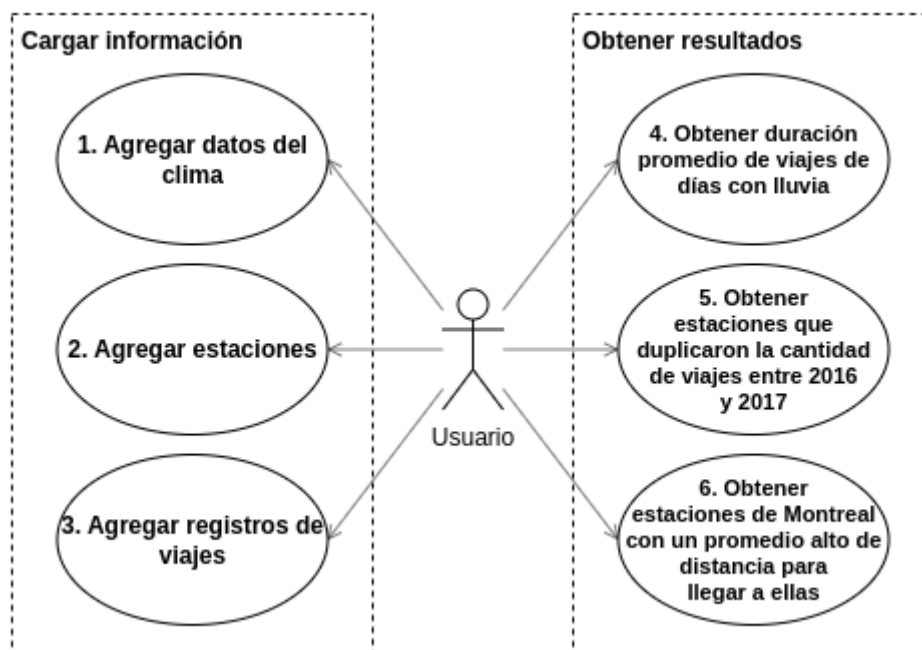 Cargar información
1. Agregar datos del
clima
2. Agregar estaciones
3. Agregar registros de
viajes
Usuario
Obtener resultados
4. Obtener duración
promedio de viajes de
días con lluvia
5. Obtener
estaciones que
duplicaron la cantidad
de viajes entre 2016
y 2017
6. Obtener
estaciones de Montreal
con un promedio alto de
distancia para
llegar a ellas